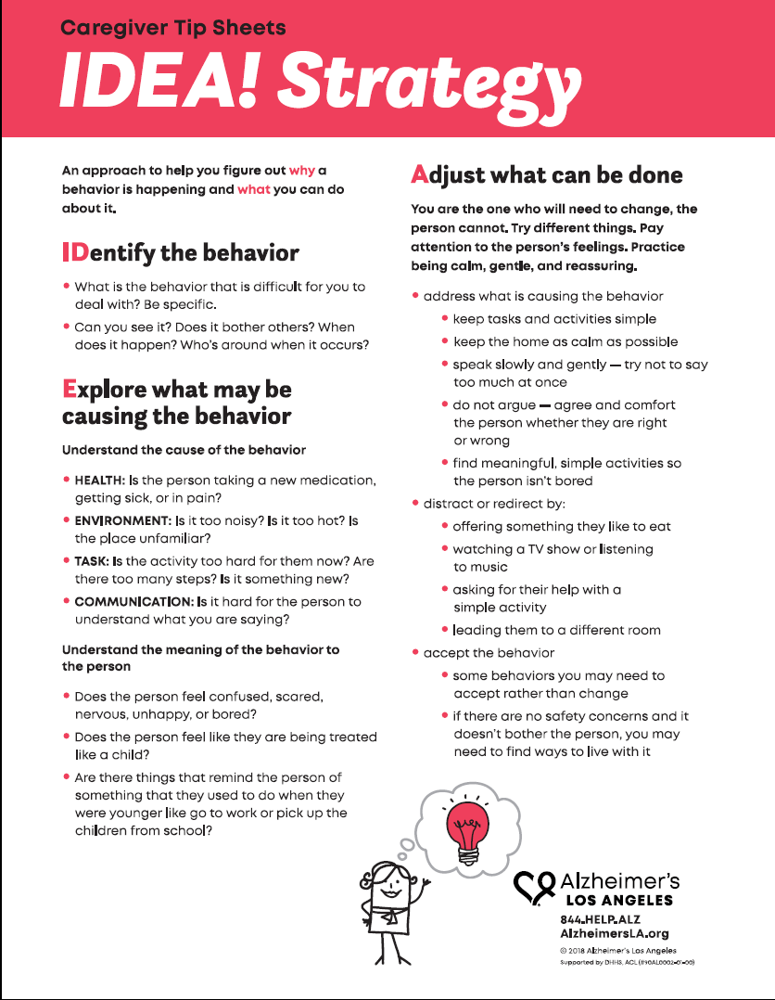 Caregiver Tip Sheets
IDEA! Strategy
An approach to help you figure out why a
behavior is happening and what you can do
about it.
IDentify the behavior
• What is the behavior that is difficult for you to
deal with? Be specific.
• Can you see it? Does it bother others? When
does it happen? Who's around when it occurs?
Explore what may be
causing the behavior
Understand the cause of the behavior
• HEALTH: Is the person taking a new medication,
getting sick, or in pain?
• ENVIRONMENT: Is it too noisy? Is it too hot? Is
the place unfamiliar?
• TASK: Is the activity too hard for them now? Are
there too many steps? Is it something new?
• COMMUNICATION: Is it hard for the person to
understand what you are saying?
Understand the meaning of the behavior to
the person
• Does the person feel confused, scared,
nervous, unhappy, or bored?
• Does the person feel like they are being treated
like a child?
• Are there things that remind the person of
something that they used to do when they
were younger like go to work or pick up the
children from school?
Adjust what can be done
You are the one who will need to change, the
person cannot. Try different things. Pay
attention to the person's feelings. Practice
being calm, gentle, and reassuring.
• address what is causing the behavior
• keep tasks and activities simple
• keep the home as calm as possible
• speak slowly and gently — try not to say
too much at once
• do not argue — agree and comfort
the person whether they are right
or wrong
• find meaningful, simple activities so
the person isn't bored
• distract or redirect by:
• offering something they like to eat
• watching a TV show or listening
to music
• asking for their help with a
simple activity
• leading them to a different room
• accept the behavior
• some behaviors you may need to
accept rather than change
• if there are no safety concerns and it
doesn't bother the person, you may
need to find ways to live with it
Alzheimer's
LOS ANGELES
844.HELP.ALZ
AlzheimersLA.org
© 2018 Alzheimer's Los Angeles
Supported by DHHS, ACL (#90AL0002-01-00)